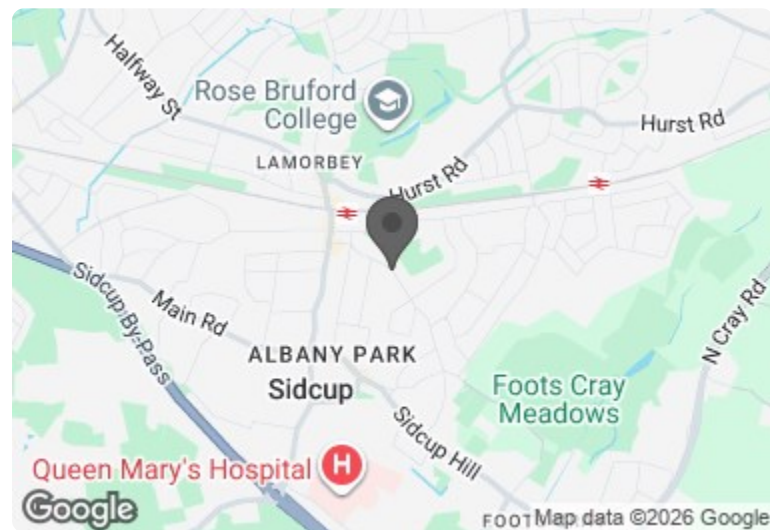 Halfway St
Rose Bruford
College
Hurst Rd
LAMORBEY
Hurst Rd
Sidcup By-Pass
Main Rd
N Cray Rd
ALBANY PARK
Sidcup
Foots Cray
Meadows
Sidcup Hill
Queen Mary's Hospital
H
Google
FOOT
Map data ©2026 Google